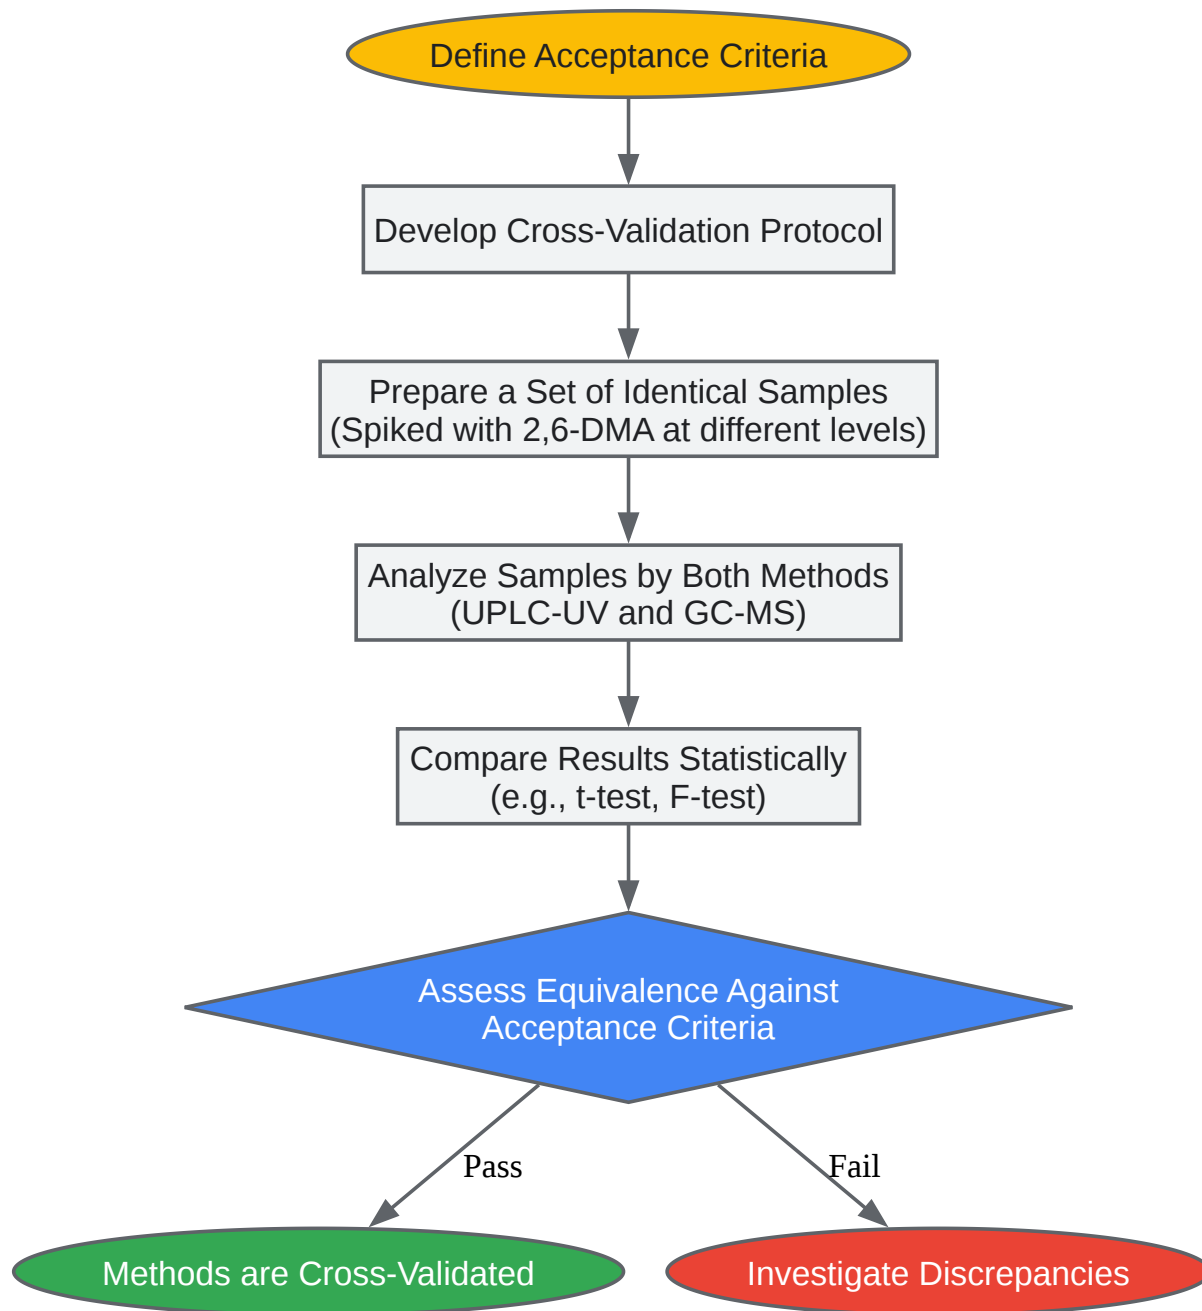 Define Acceptance Criteria
Develop Cross-Validation Protocol
Prepare a Set of Identical Samples
(Spiked with 2,6-DMA at different levels)
Analyze Samples by Both Methods
(UPLC-UV and GC-MS)
Compare Results Statistically
(e.g., t-test, F-test)
Assess Equivalence Against
Acceptance Criteria
Pass
Fail
Methods are Cross-Validated
Investigate Discrepancies